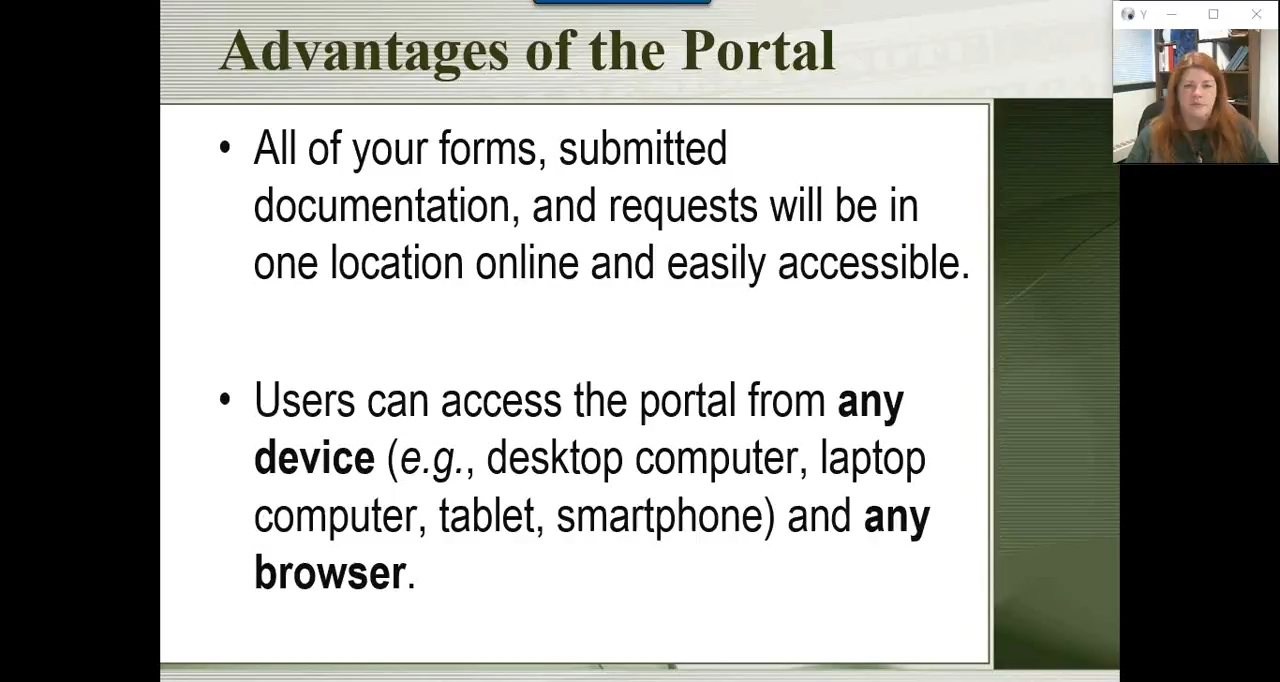 Advantages of the Portal
Y
• All of your forms, submitted
documentation, and requests will be in
one location online and easily accessible.
• Users can access the portal from any
device (e.g., desktop computer, laptop
computer, tablet, smartphone) and any
browser.